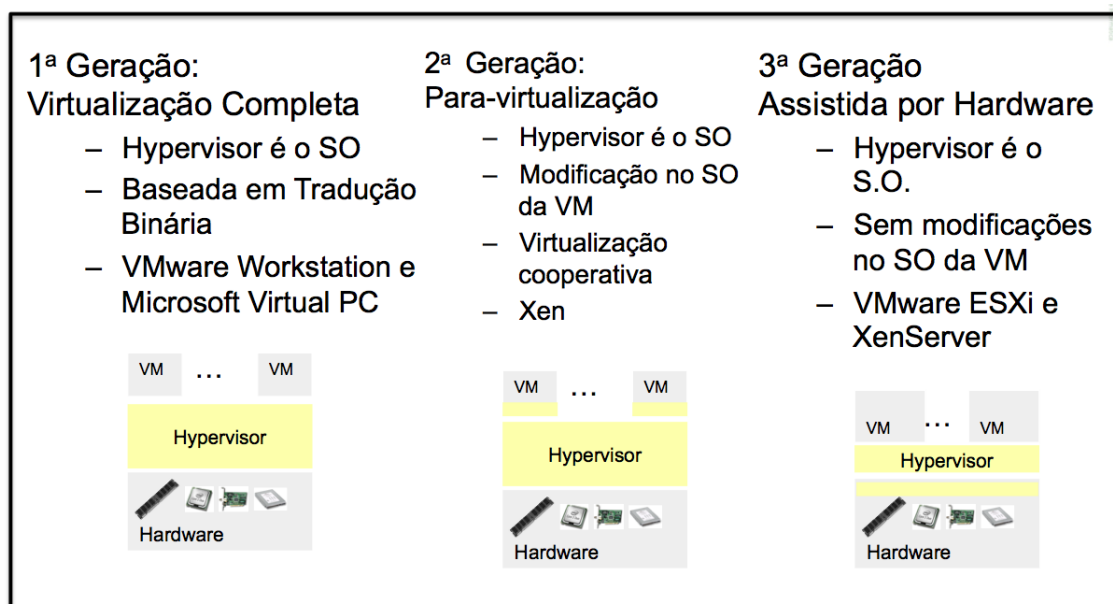 1ª Geração:
Virtualização Completa
– Hypervisor é o SO
– Baseada em Tradução
Binária
– VMware Workstation e
Microsoft Virtual PC
VM ... VM
Hypervisor
Hardware
2ª Geração:
Para-virtualização
– Hypervisor é o SO
– Modificação no SO
da VM
– Virtualização
cooperativa
– Xen
VM ... VM
Hypervisor
Hardware
3ª Geração
Assistida por Hardware
– Hypervisor é o
S.O.
– Sem modificações
no SO da VM
– VMware ESXi e
XenServer
VM ... VM
Hypervisor
Hardware